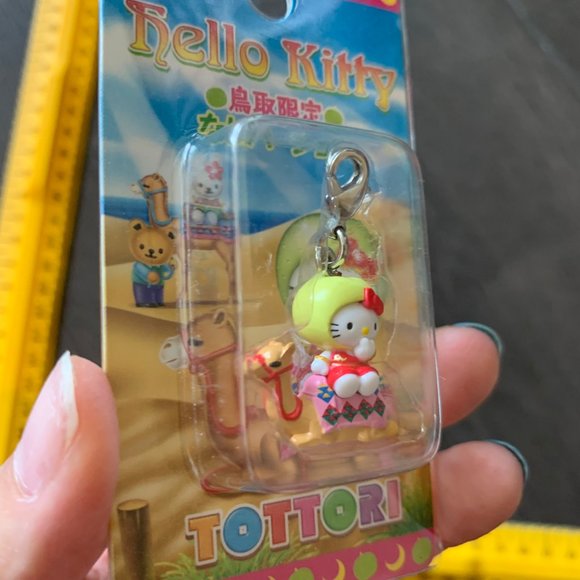 Hello Kitty
鳥取限定
TOTTORI